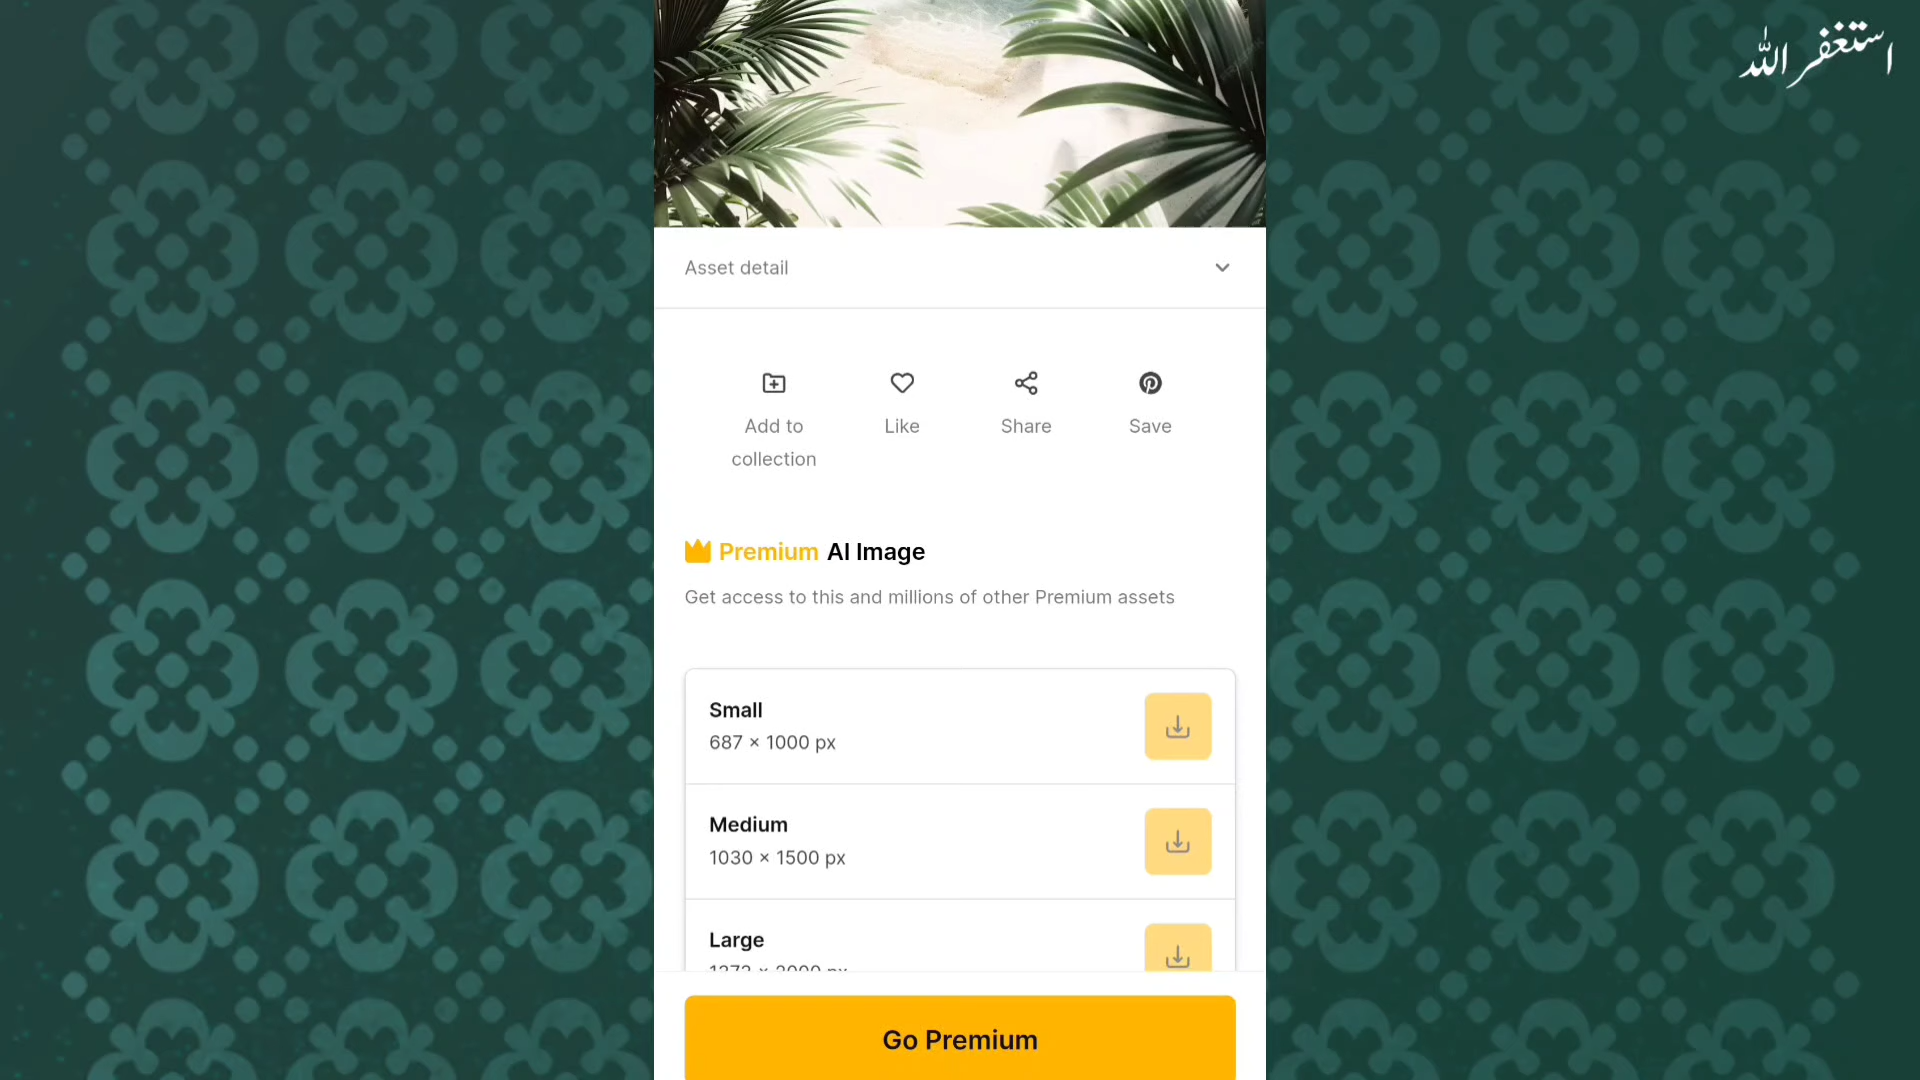 استغفر الله
Asset detail
Add to
collection
Like
Share
Save
Premium AI Image
Get access to this and millions of other Premium assets
Small
687 × 1000 px
Medium
1030 × 1500 px
Large
Go Premium